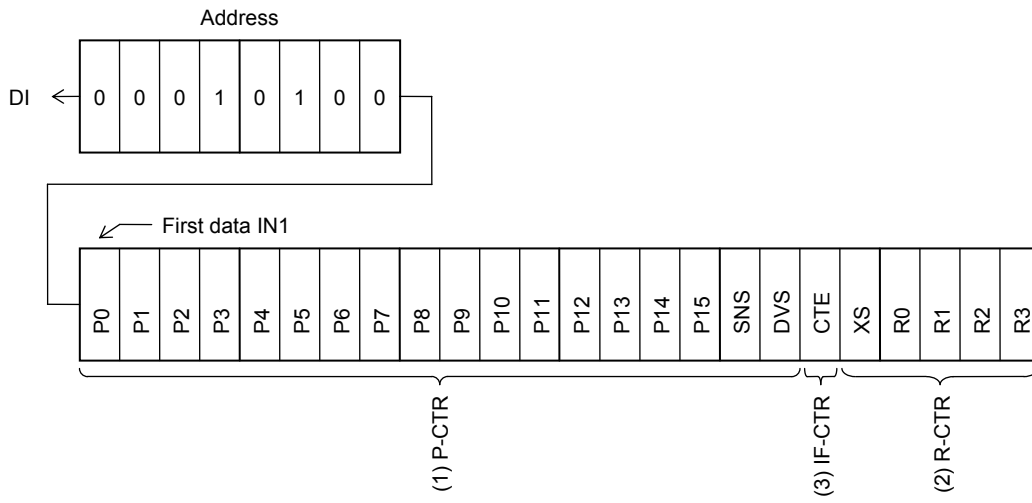 Address
DI
0 0 0 1 0 1 0 0
First data IN1
P0 P1 P2 P3 P4 P5 P6 P7 P8 P9 P10 P11 P12 P13 P14 P15 SNS DVS CTE XS R0 R1 R2 R3
(1) P-CTR
(3) IF-CTR
(2) R-CTR